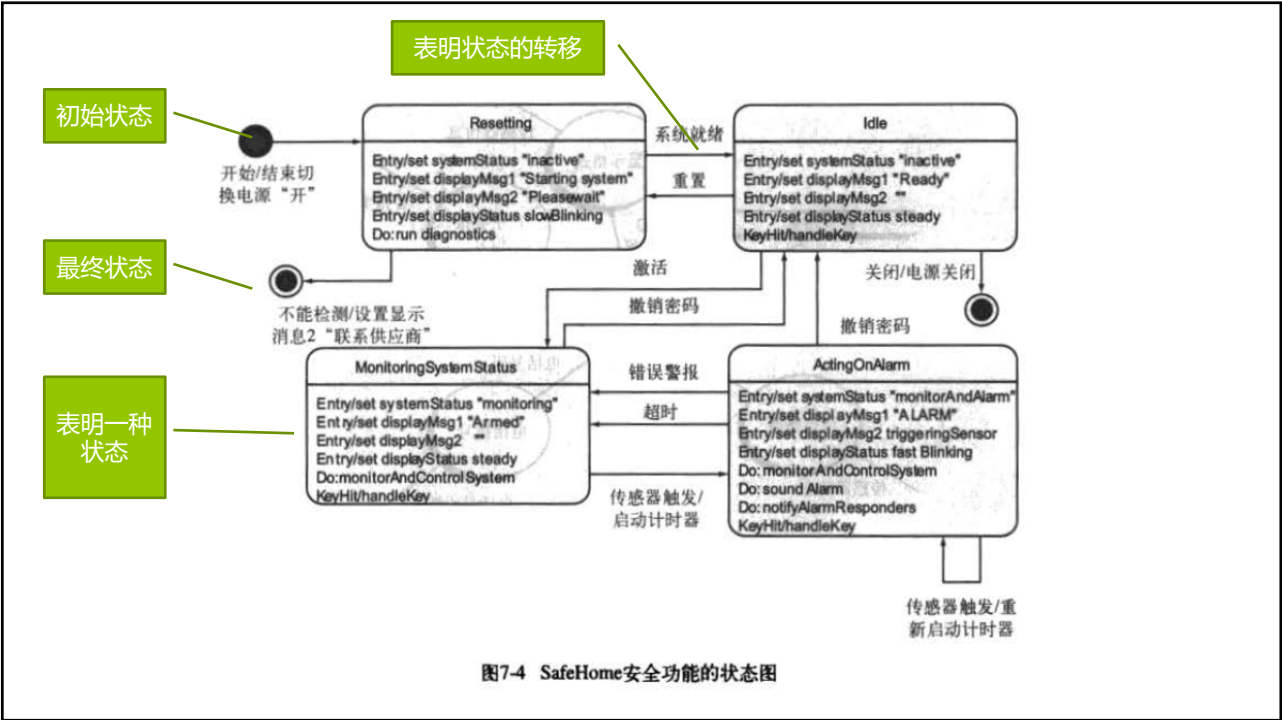 表明状态的转移
初始状态
开始/结束切
换电源“开”
Resetting
Entry/set systemStatus "inactive"
Entry/set displayMsg1 "Starting system"
Entry/set displayMsg2 "Pleasewait"
Entry/set displayStatus slowBlinking
Do:run diagnostics
系统就绪
重置
Idle
Entry/set systemStatus "inactive"
Entry/set displayMsg1 "Ready"
Entry/set displayMsg2 ""
Entry/set displayStatus steady
KeyHit/handleKey
最终状态
不能检测/设置显示
消息2“联系供应商”
激活
撤销密码
关闭/电源关闭
撤销密码
表明一种
状态
MonitoringSystemStatus
Entry/set systemStatus "monitoring"
Entry/set displayMsg1 "Armed"
Entry/set displayMsg2 ""
Entry/set displayStatus steady
Do:monitorAndControlSystem
KeyHit/handleKey
错误警报
超时
传感器触发/
启动计时器
ActingOnAlarm
Entry/set systemStatus "monitorAndAlarm"
Entry/set displayMsg1 "ALARM"
Entry/set displayMsg2 triggeringSensor
Entry/set displayStatus fast Blinking
Do: monitorAndControlSystem
Do: sound Alarm
Do: notifyAlarmResponders
KeyHit/handleKey
传感器触发/重
新启动计时器
图7-4 SafeHome安全功能的状态图